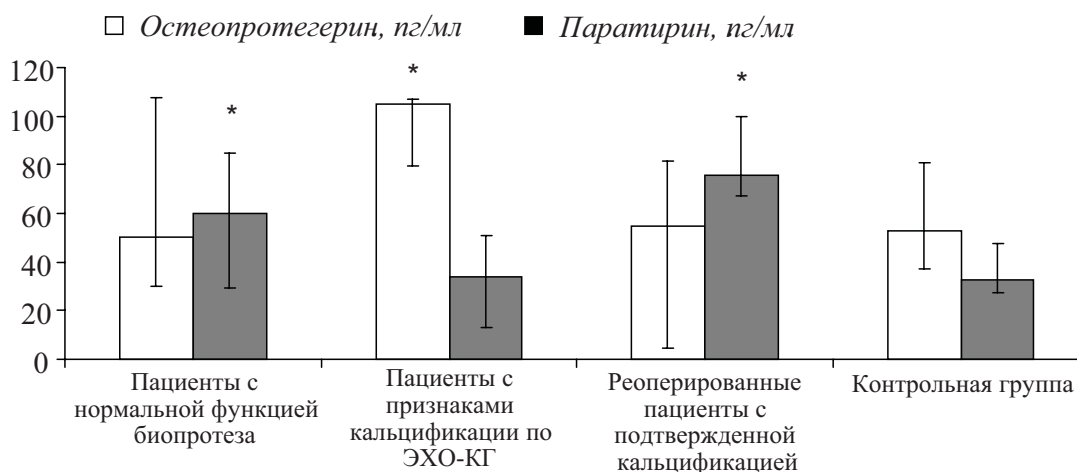 Остеопротегерин, пг/мл Паратирин, пг/мл
120
100
80
60
40
20
0
*
*
*
Пациенты с
нормальной функцией
биопротеза
Пациенты с
признаками
кальцификации по
ЭХО-КГ
Реоперированные
пациенты с
подтвержденной
кальцификацией
Контрольная группа